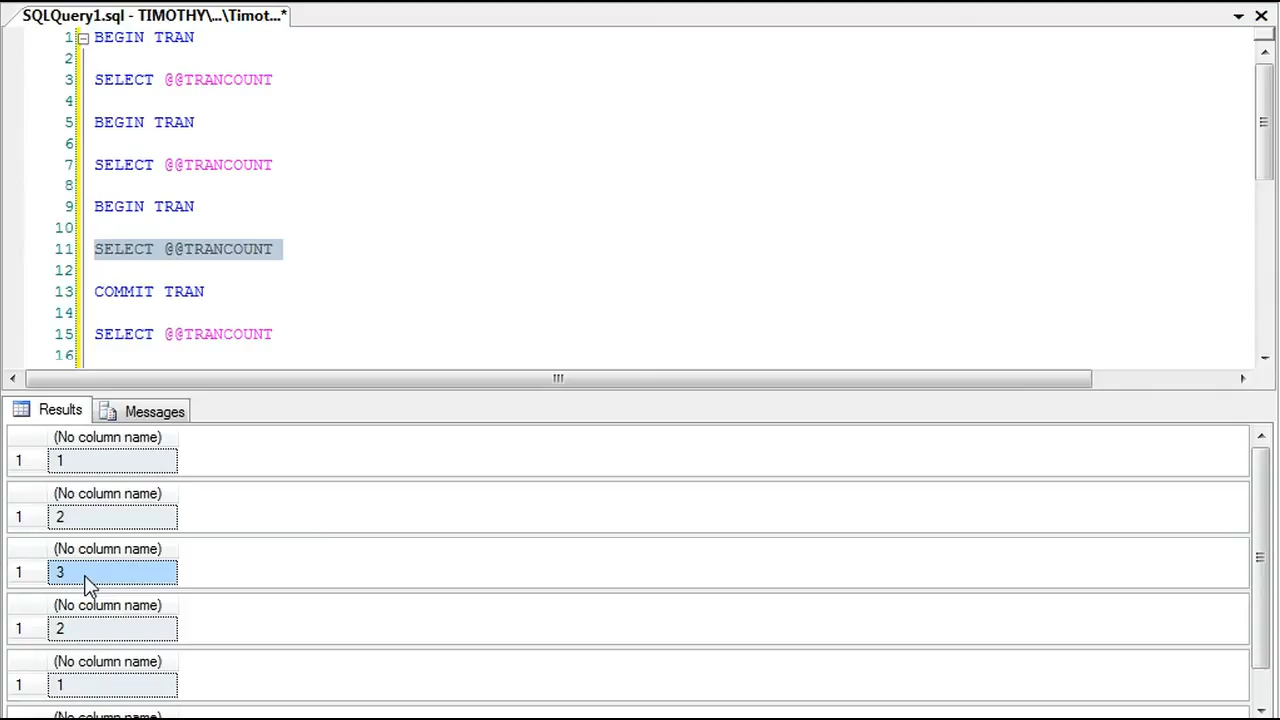 SQLQuery1.sql - TIMOTHY\...\Timot...*
1 BEGIN TRAN
2
3 SELECT @@TRANCOUNT
4
5 BEGIN TRAN
6
7 SELECT @@TRANCOUNT
8
9 BEGIN TRAN
10
11 SELECT @@TRANCOUNT
12
13 COMMIT TRAN
14
15 SELECT @@TRANCOUNT
16
Results Messages
(No column name)
1 1
(No column name)
1 2
(No column name)
1 3
(No column name)
1 2
(No column name)
1 1
(No column name)